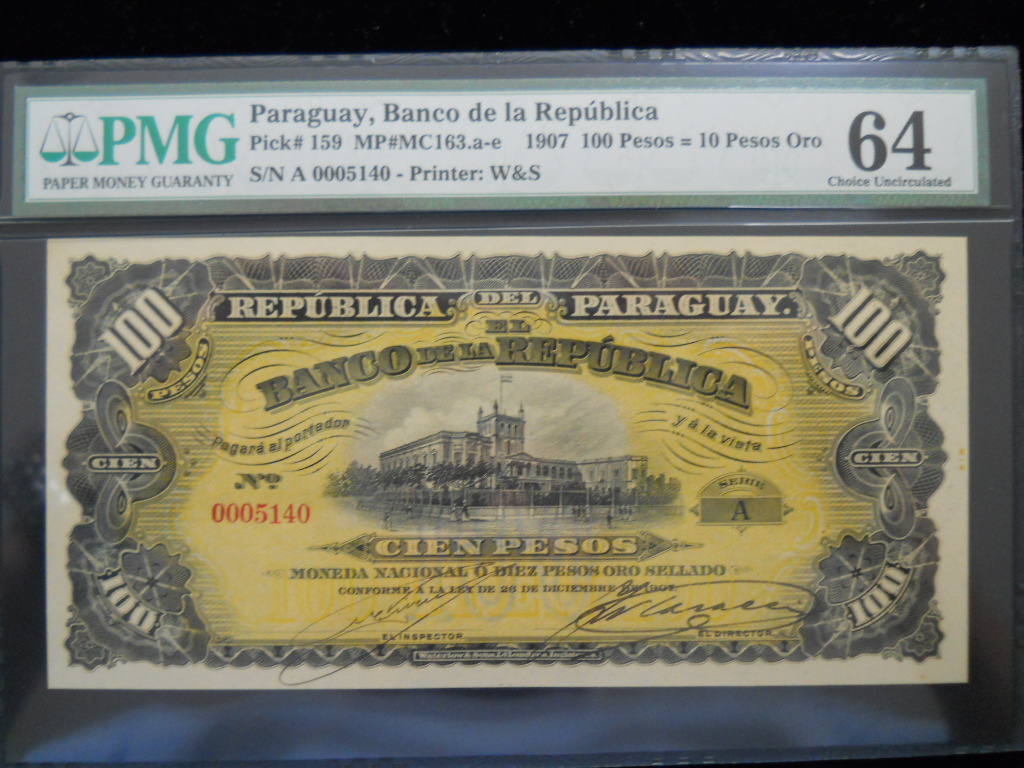 PMG
PAPER MONEY GUARANTY
Paraguay, Banco de la República
Pick# 159 MP#MC163.a-e 1907 100 Pesos = 10 Pesos Oro
S/N A 0005140 - Printer: W&S
64
Choice Uncirculated
100
PESOS
REPÚBLICA DEL PARAGUAY.
100
PESOS
EL
BANCO DE LA REPÚBLICA
Pagará al portador
y á la vista
CIEN
CIEN
Nº
0005140
SERIE
A
CIEN PESOS
MONEDA NACIONAL Ó DIEZ PESOS ORO SELLADO
CONFORME Á LA LEY DE 26 DE DICIEMBRE DE 1907.
100
100
EL INSPECTOR
EL DIRECTOR
Waterlow & Sons